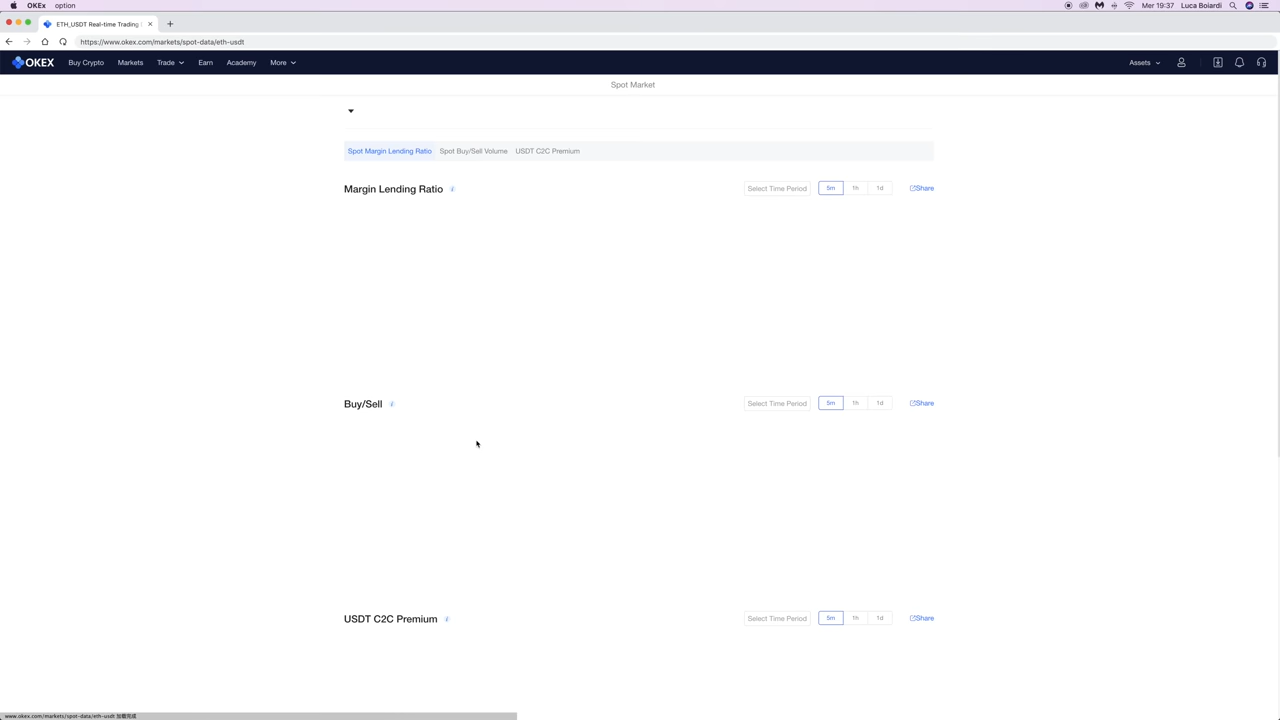 OKEx option
Mer 19:37 Luca Boiardi
ETH_USDT Real-time Trading
https://www.okex.com/markets/spot-data/eth-usdt
OKEX Buy Crypto Markets Trade Earn Academy More Assets
Spot Market
Spot Margin Lending Ratio Spot Buy/Sell Volume USDT C2C Premium
Margin Lending Ratio i Select Time Period 5m 1h 1d Share
Buy/Sell i Select Time Period 5m 1h 1d Share
USDT C2C Premium i Select Time Period 5m 1h 1d Share
www.okex.com/markets/spot-data/eth-usdt 加载完成